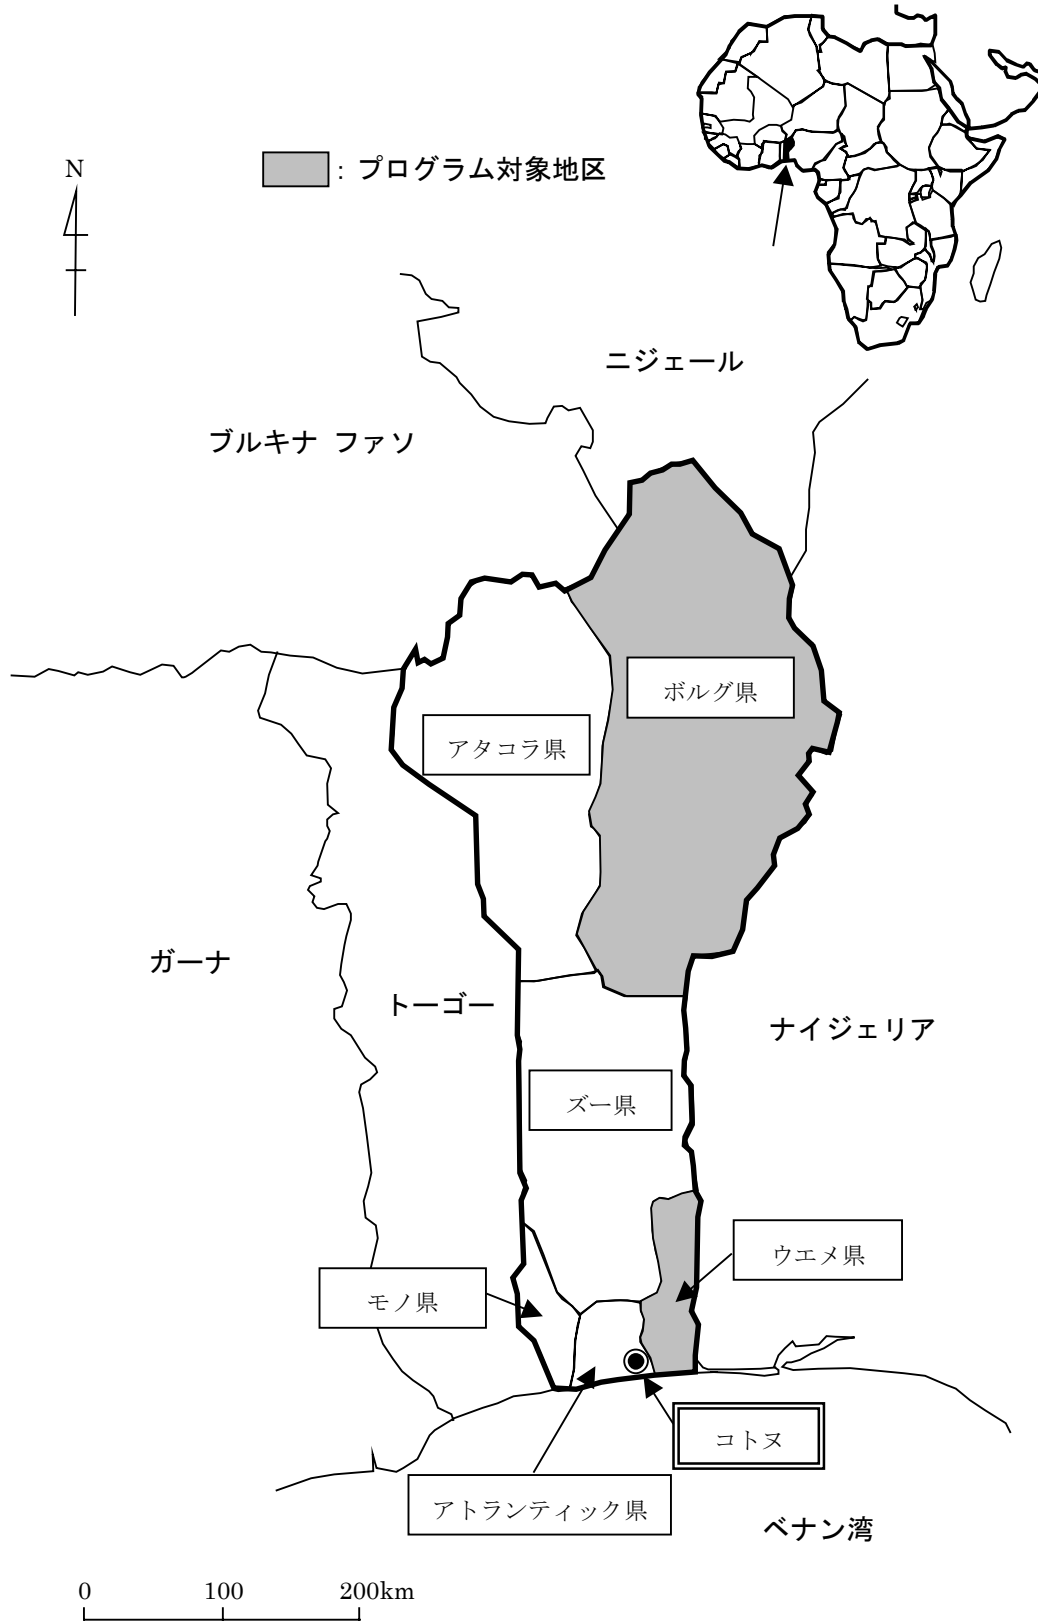 N
: プログラム対象地区
ニジェール
ブルキナ ファソ
ボルグ県
アタコラ県
ガーナ
トーゴー
ナイジェリア
ズー県
ウエメ県
モノ県
コトヌ
アトランティック県
ベナン湾
0 100 200km